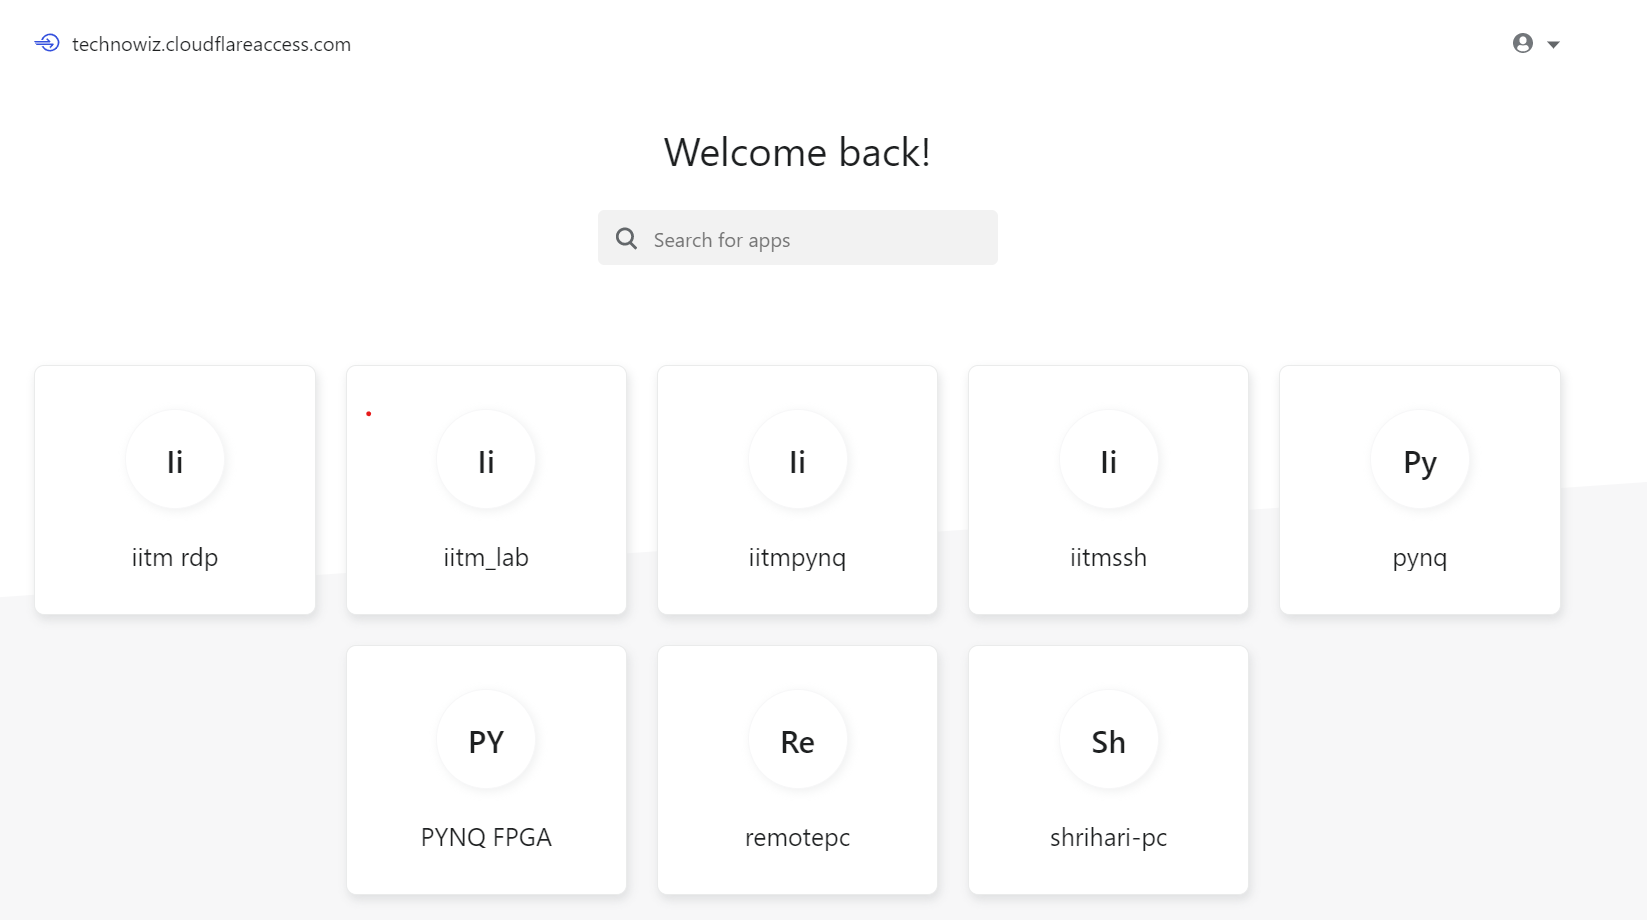 technowiz.cloudflareaccess.com
Welcome back!
Search for apps
Ii
iitm rdp
Ii
iitm_lab
Ii
iitmpynq
Ii
iitmssh
Py
pynq
PY
PYNQ FPGA
Re
remotepc
Sh
shrihari-pc